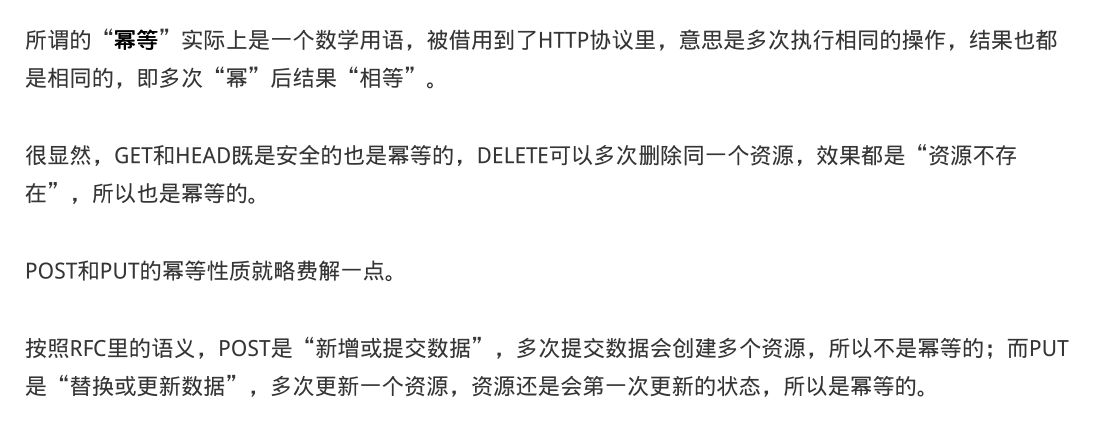 所谓的“幂等”实际上是一个数学用语，被借用到了HTTP协议里，意思是多次执行相同的操作，结果也都
是相同的，即多次“幂”后结果“相等”。
很显然，GET和HEAD既是安全的也是幂等的，DELETE可以多次删除同一个资源，效果都是“资源不存
在”，所以也是幂等的。
POST和PUT的幂等性质就略费解一点。
按照RFC里的语义，POST是“新增或提交数据”，多次提交数据会创建多个资源，所以不是幂等的；而PUT
是“替换或更新数据”，多次更新一个资源，资源还是会第一次更新的状态，所以是幂等的。